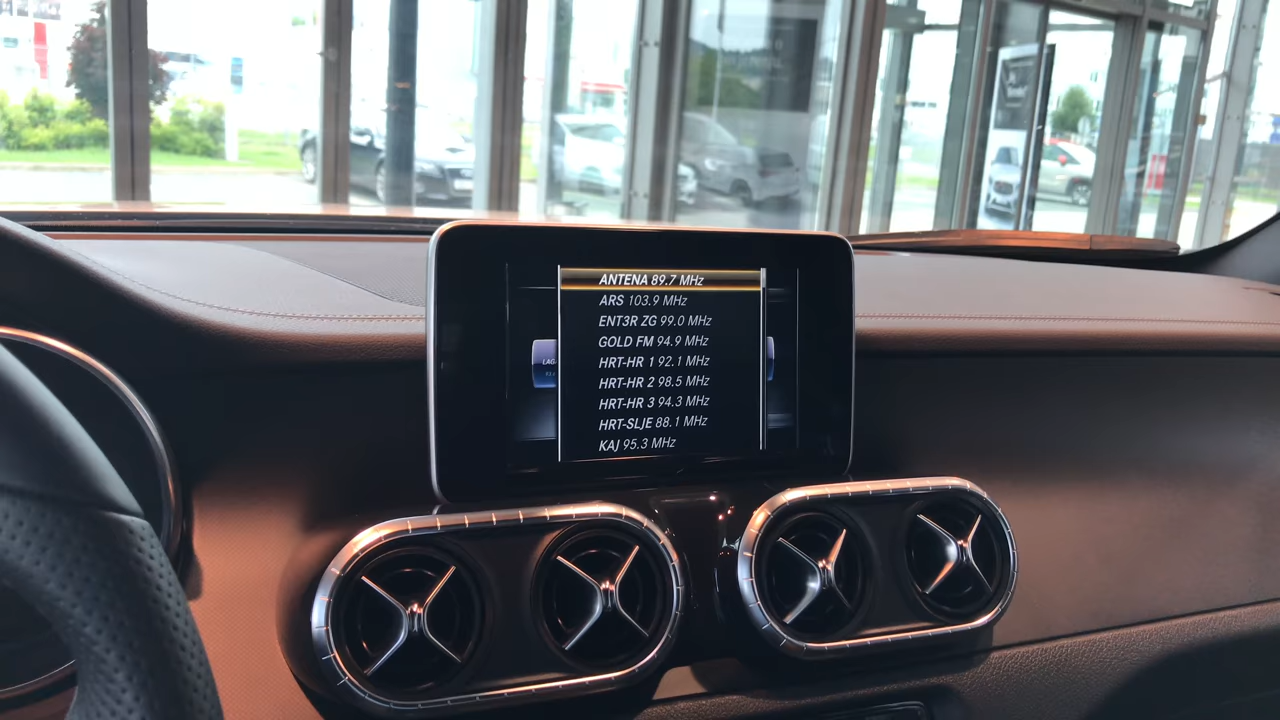 ANTENA 89.7 MHz
ARS 103.9 MHz
ENT3R ZG 99.0 MHz
GOLD FM 94.9 MHz
HRT-HR 1 92.1 MHz
HRT-HR 2 98.5 MHz
HRT-HR 3 94.3 MHz
HRT-SLJE 88.1 MHz
KAJ 95.3 MHz
LAG